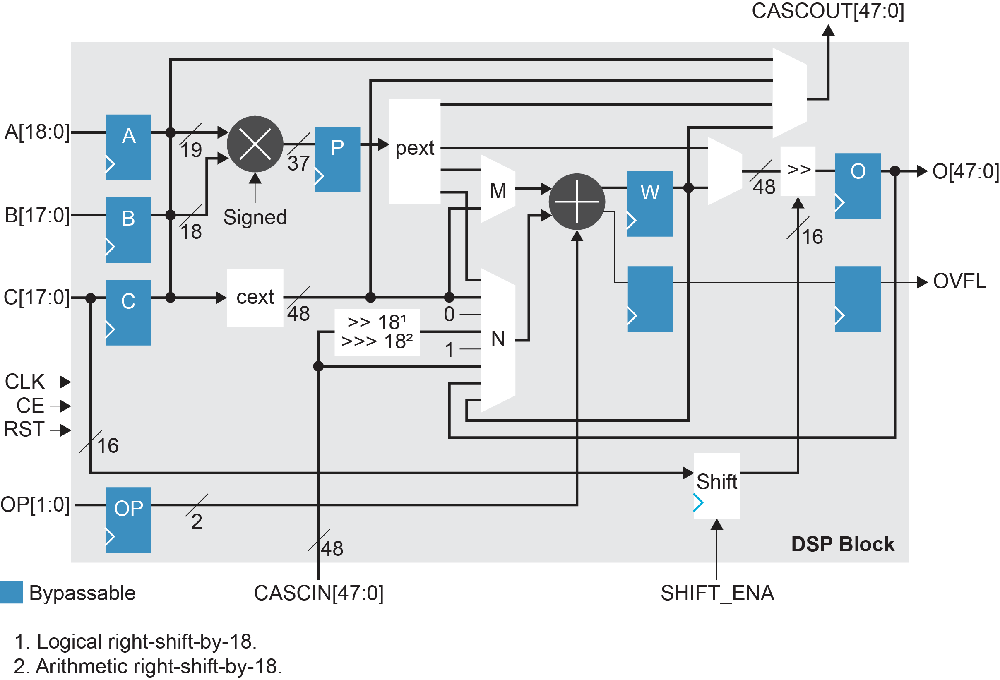 CASCOUT[47:0]
A[18:0]
A
19
37
P
pext
M
W
48
>>
O
O[47:0]
B[17:0]
B
18
Signed
16
C[17:0]
C
cext
48
0
>> 18¹
>>> 18²
1
N
OVFL
CLK
CE
RST
16
Shift
OP[1:0]
OP
2
48
DSP Block
Bypassable
CASCIN[47:0]
SHIFT_ENA
1. Logical right-shift-by-18.
2. Arithmetic right-shift-by-18.